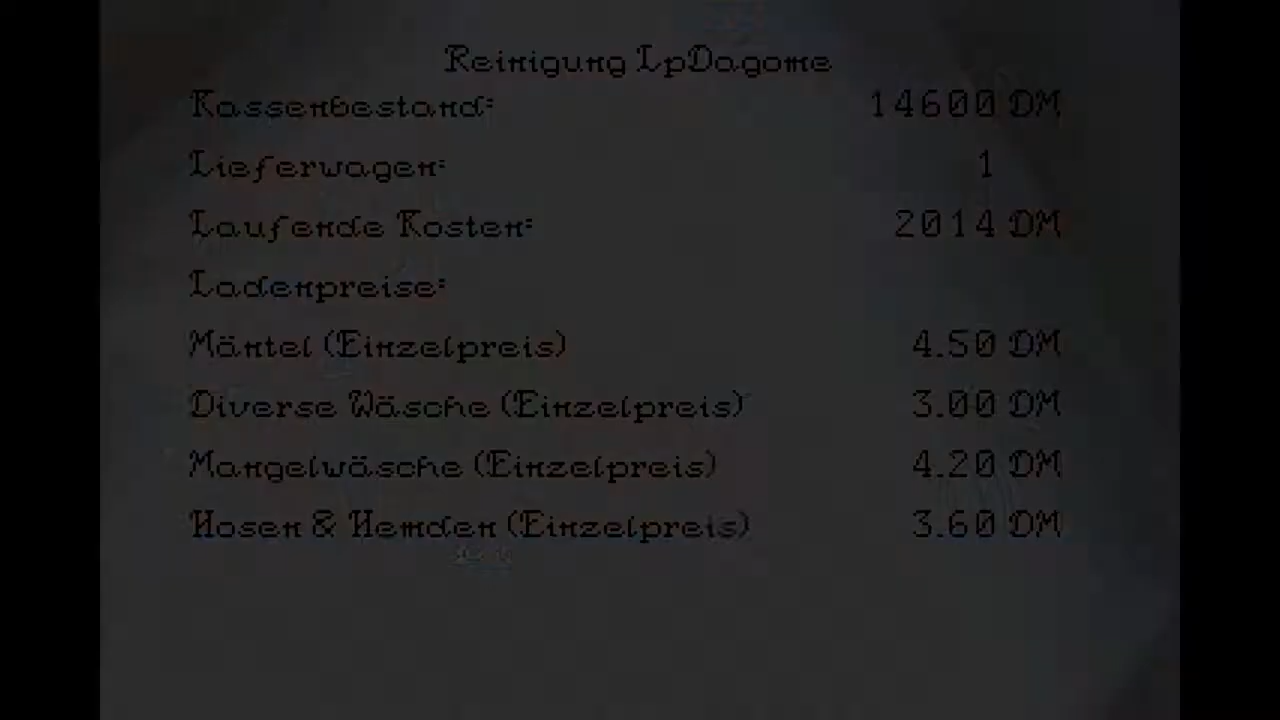 Reinigung LpDagome
Kassenbestand: 14600 DM
Lieferwagen: 1
Laufende Kosten: 2014 DM
Ladenpreise:
Mäntel (Einzelpreis) 4.50 DM
Diverse Wäsche (Einzelpreis) 3.00 DM
Mangelwäsche (Einzelpreis) 4.20 DM
Hosen & Hemden (Einzelpreis) 3.60 DM